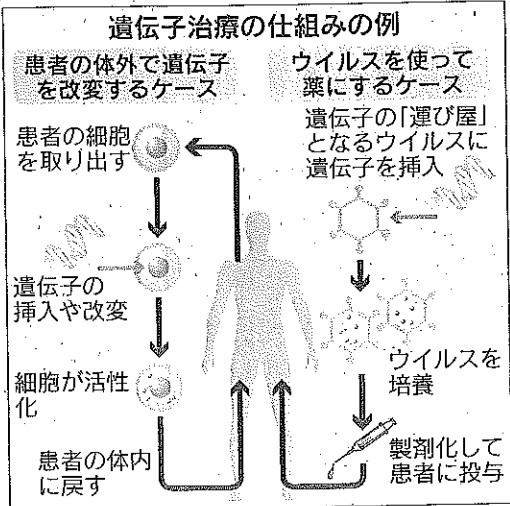 遺伝子治療の仕組みの例
患者の体外で遺伝子
を改変するケース
患者の細胞
を取り出す
遺伝子の
挿入や改変
細胞が活性
化
患者の体内
に戻す
ウイルスを使って
薬にするケース
遺伝子の「運び屋」
となるウイルスに
遺伝子を挿入
ウイルスを
培養
製剤化して
患者に投与